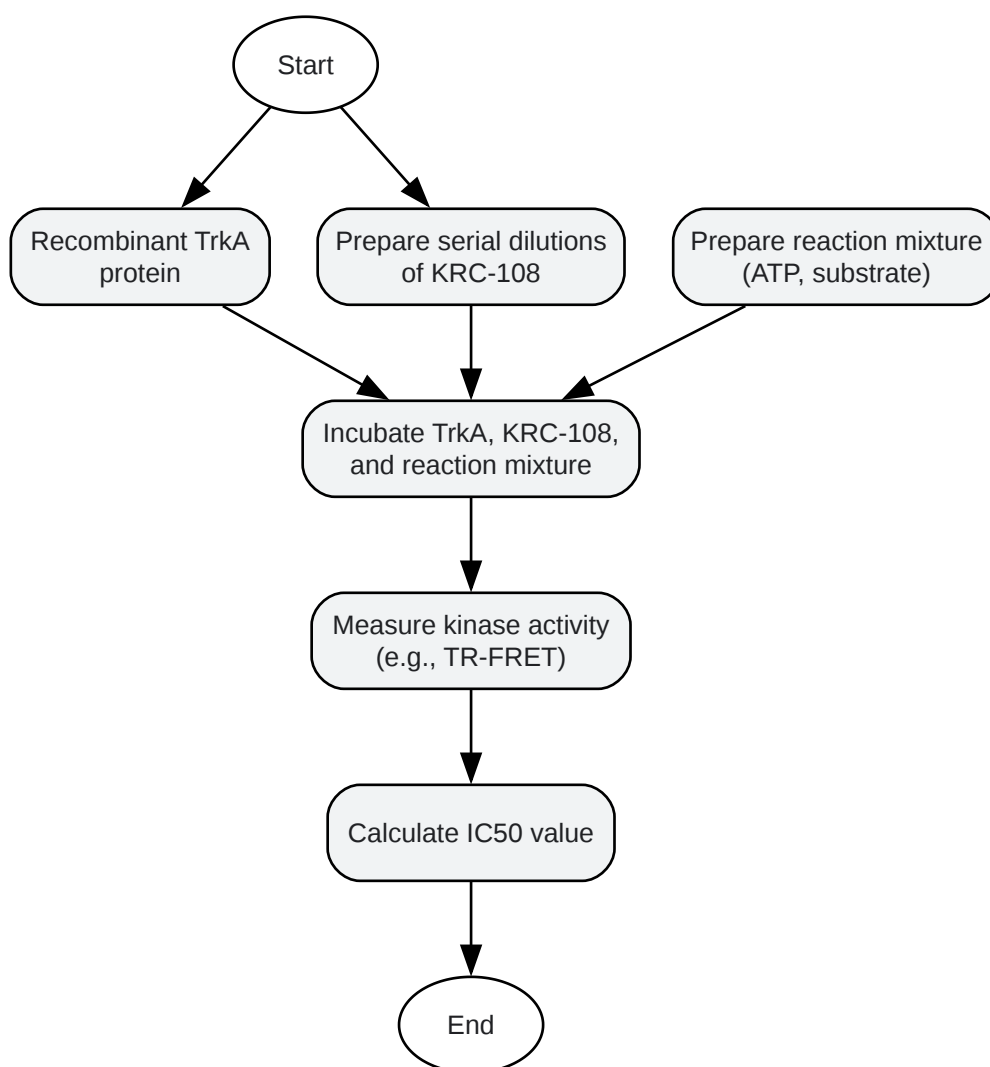 Start
Recombinant TrkA
protein
Prepare serial dilutions
of KRC-108
Prepare reaction mixture
(ATP, substrate)
Incubate TrkA, KRC-108,
and reaction mixture
Measure kinase activity
(e.g., TR-FRET)
Calculate IC50 value
End